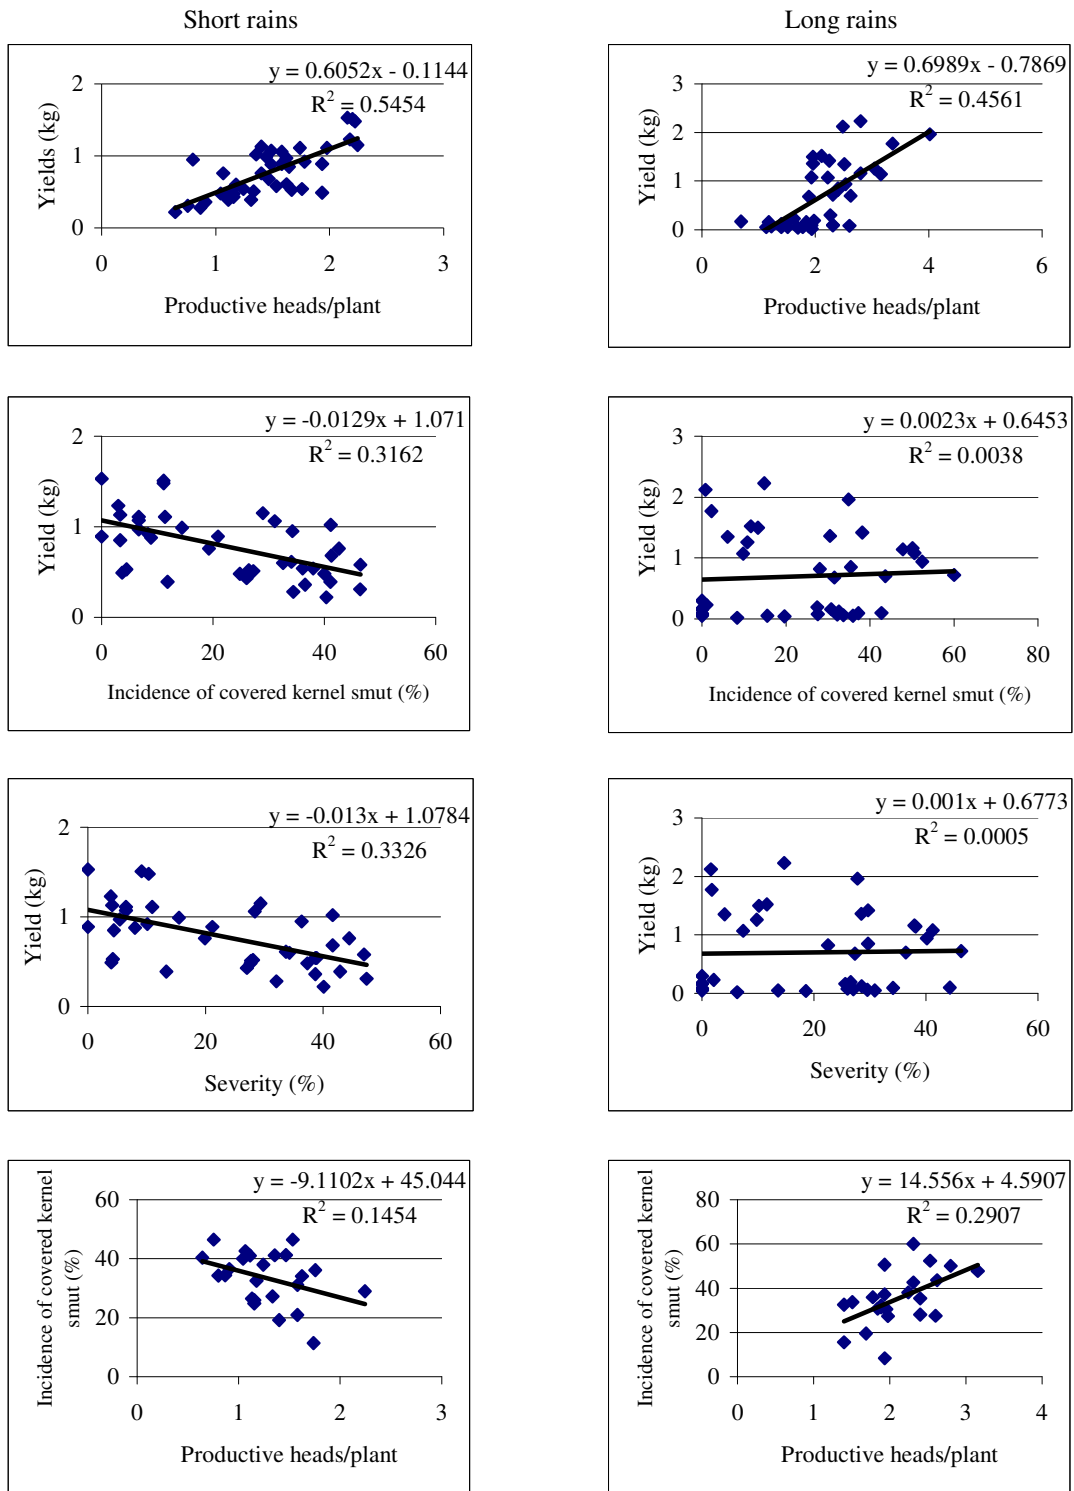 Short rains
Long rains
y = 0.6052x - 0.1144
R² = 0.5454
Yields (kg)
2
1
0
0 1 2 3
Productive heads/plant
y = 0.6989x - 0.7869
R² = 0.4561
Yield (kg)
3
2
1
0
0 2 4 6
Productive heads/plant
y = -0.0129x + 1.071
R² = 0.3162
Yield (kg)
2
1
0
0 20 40 60
Incidence of covered kernel smut (%)
y = 0.0023x + 0.6453
R² = 0.0038
Yield (kg)
3
2
1
0
0 20 40 60 80
Incidence of covered kernel smut (%)
y = -0.013x + 1.0784
R² = 0.3326
Yield (kg)
2
1
0
0 20 40 60
Severity (%)
y = 0.001x + 0.6773
R² = 0.0005
Yield (kg)
3
2
1
0
0 20 40 60
Severity (%)
y = -9.1102x + 45.044
R² = 0.1454
Incidence of covered kernel
smut (%)
60
40
20
0
0 1 2 3
Productive heads/plant
y = 14.556x + 4.5907
R² = 0.2907
Incidence of covered kernel
smut (%)
80
60
40
20
0
0 1 2 3 4
Productive heads/plant